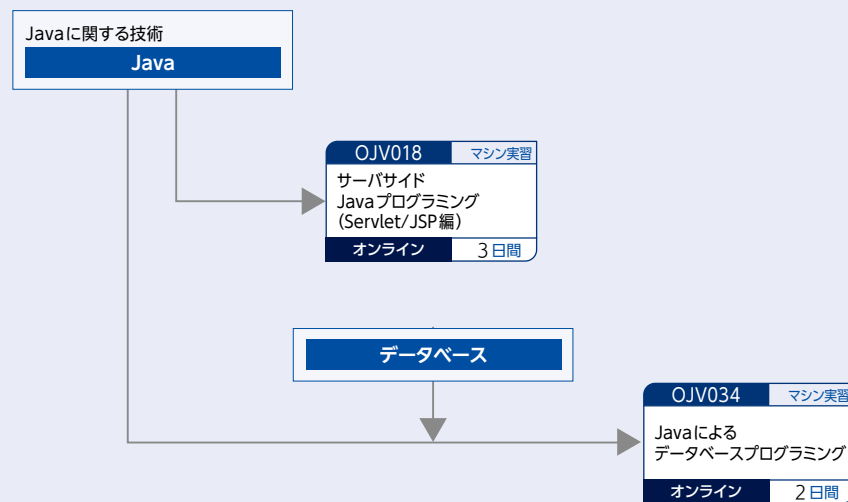 Javaに関する技術
Java
OJV018
マシン実習
サーバサイド
Javaプログラミング
(Servlet/JSP編)
オンライン
3日間
データベース
OJV034
マシン実習
Javaによる
データベースプログラミング
オンライン
2日間